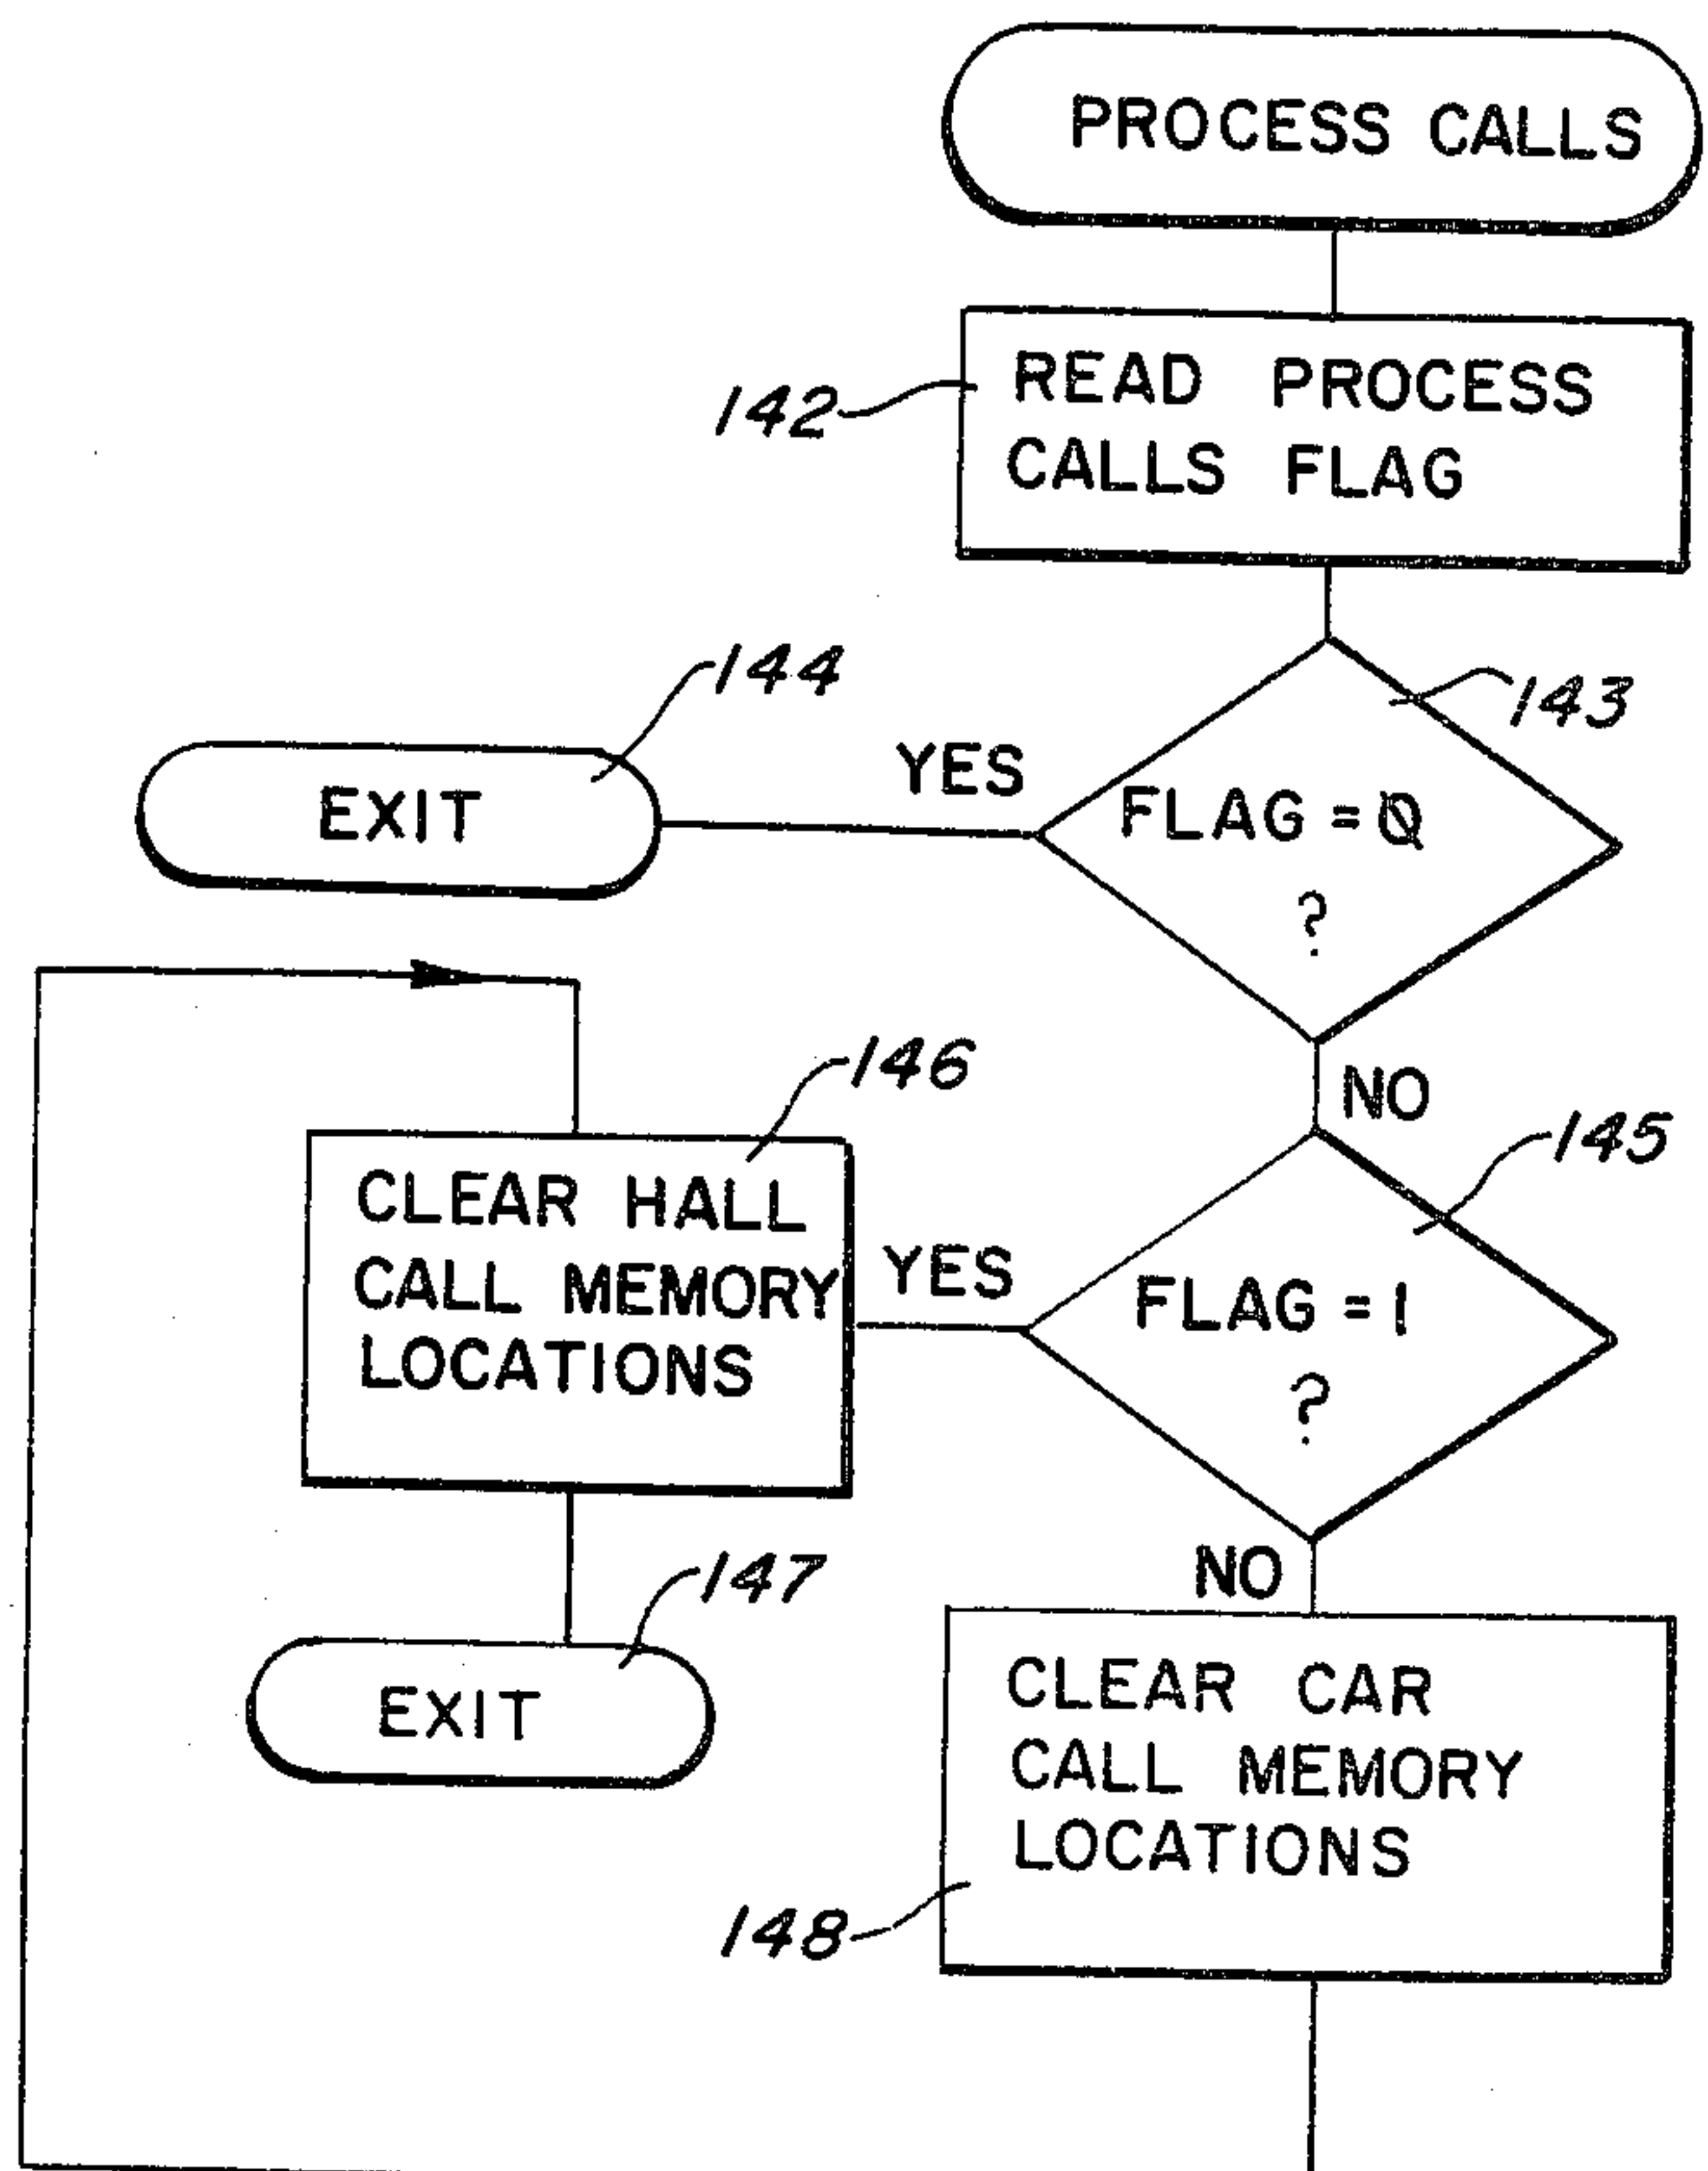 PROCESS CALLS
142
READ PROCESS
CALLS FLAG
144
143
EXIT
YES
FLAG = 0
?
146
NO
145
CLEAR HALL
CALL MEMORY
LOCATIONS
YES
FLAG = 1
?
147
NO
EXIT
CLEAR CAR
CALL MEMORY
LOCATIONS
148